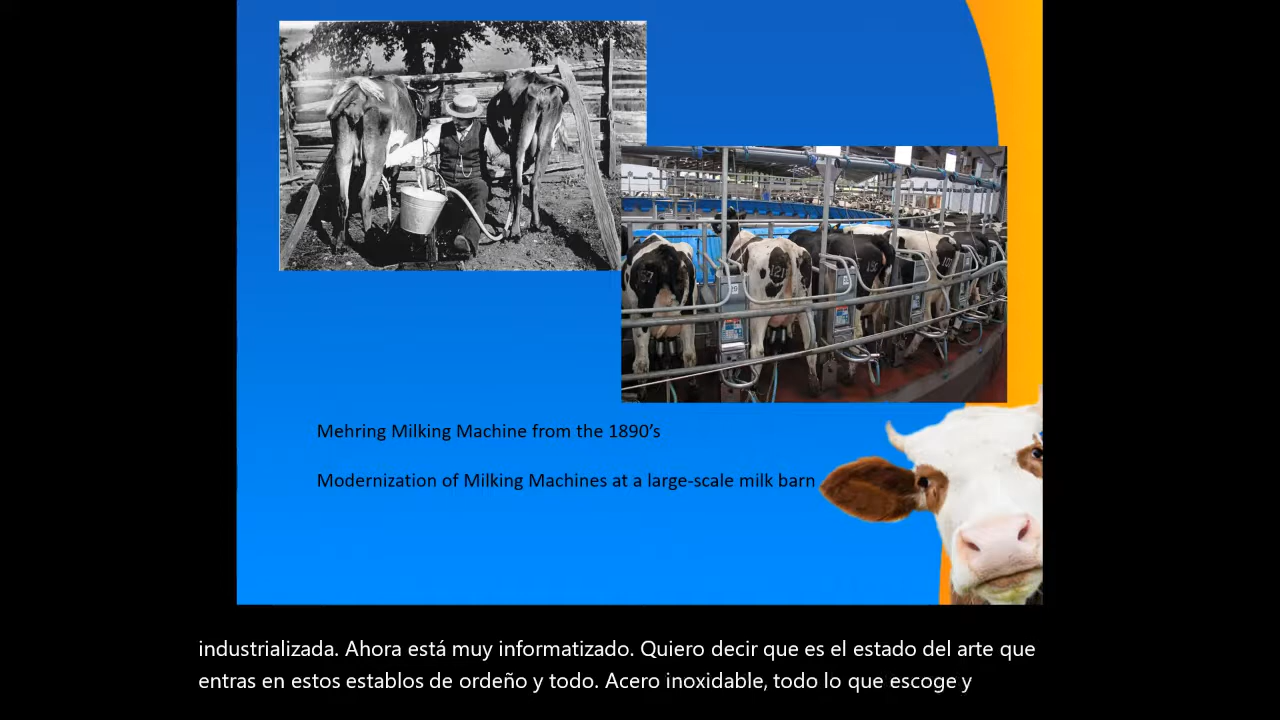 Mehring Milking Machine from the 1890’s
Modernization of Milking Machines at a large-scale milk barn
industrializada. Ahora está muy informatizado. Quiero decir que es el estado del arte que
entras en estos establos de ordeño y todo. Acero inoxidable, todo lo que escoge y